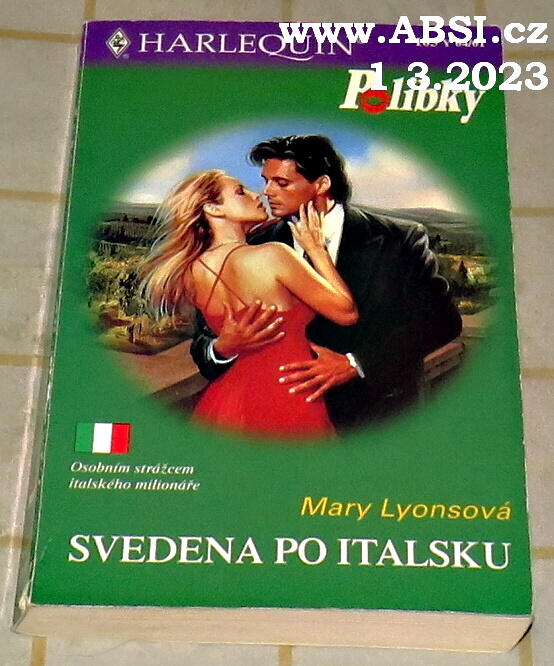 www.ABSI.cz
HARLEQUIN
1 3.2023
Polibky
Osobním strážcem
italského milionáře
Mary Lyonsová
SVEDENA PO ITALSKU